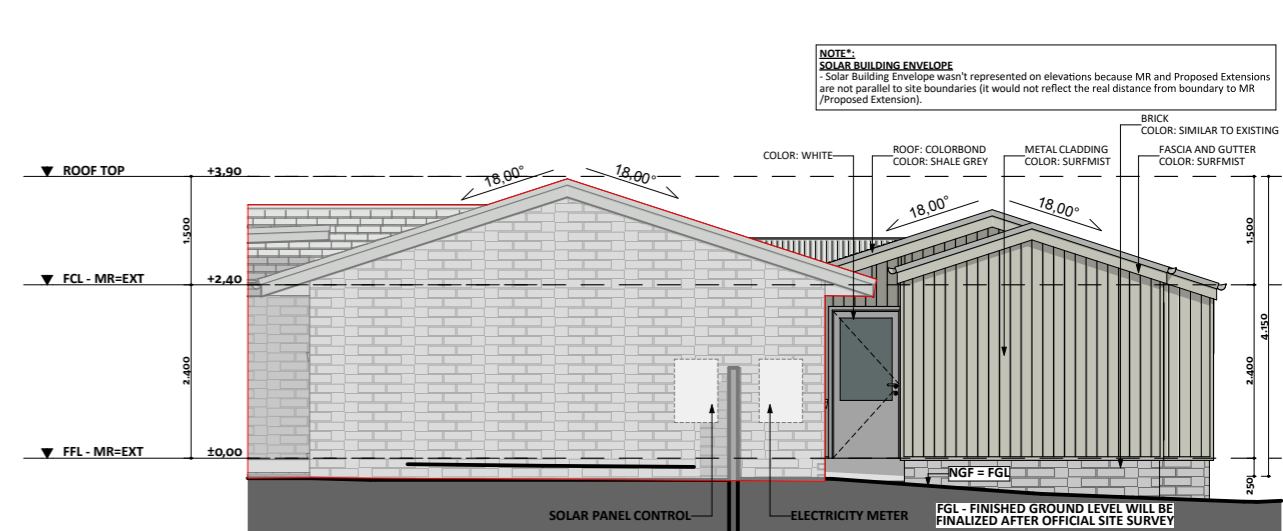 NOTE*:
SOLAR BUILDING ENVELOPE
- Solar Building Envelope wasn't represented on elevations because MR and Proposed Extensions
are not parallel to site boundaries (it would not reflect the real distance from boundary to MR
/Proposed Extension).
BRICK
COLOR: SIMILAR TO EXISTING
COLOR: WHITE
ROOF: COLORBOND
COLOR: SHALE GREY
METAL CLADDING
COLOR: SURFMIST
FASCIA AND GUTTER
COLOR: SURFMIST
ROOF TOP +3,90
18,00° 18,00°
18,00° 18,00°
1.500
1.500
FCL - MR=EXT +2,40
4.150
2.400
2.400
FFL - MR=EXT ±0,00
NGF = FGL
250
SOLAR PANEL CONTROL
ELECTRICITY METER
FGL - FINISHED GROUND LEVEL WILL BE
FINALIZED AFTER OFFICIAL SITE SURVEY